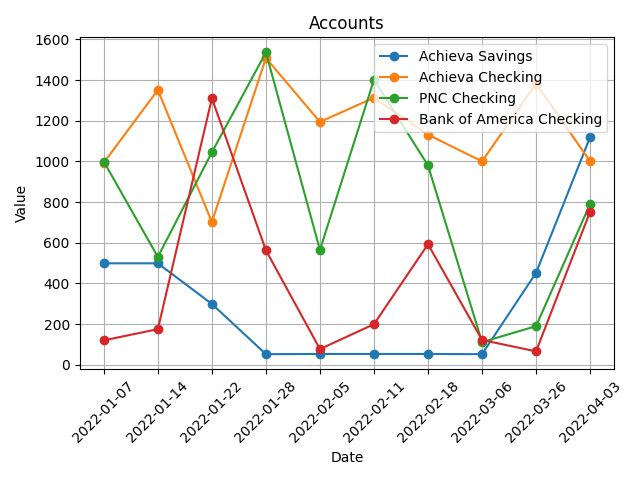 Accounts
Achieva Savings
Achieva Checking
PNC Checking
Bank of America Checking
1600
1400
1200
1000
800
600
400
200
0
Value
2022-01-07
2022-01-14
2022-01-22
2022-01-28
2022-02-05
2022-02-11
2022-02-18
2022-03-06
2022-03-26
2022-04-03
Date